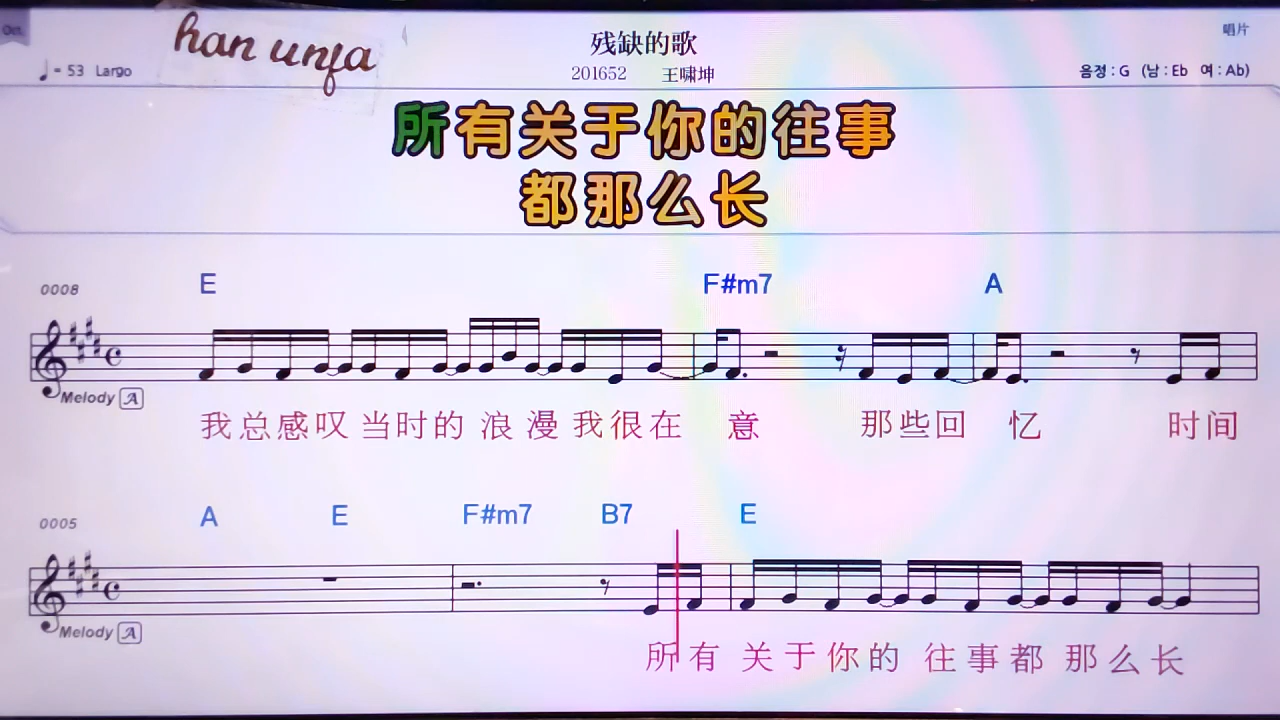 Oct.
han unja
残缺的歌
唱片
♩= 53 Largo
201652 王啸坤
음정 : G (남 : Eb 여 : Ab)
所有关于你的往事
都那么长
0008
E F#m7 A
Melody A
我总感叹 当时的 浪漫我很在 意 那些回 忆 时间
0005
A E F#m7 B7 E
Melody A
所有 关于你的 往事都 那么长